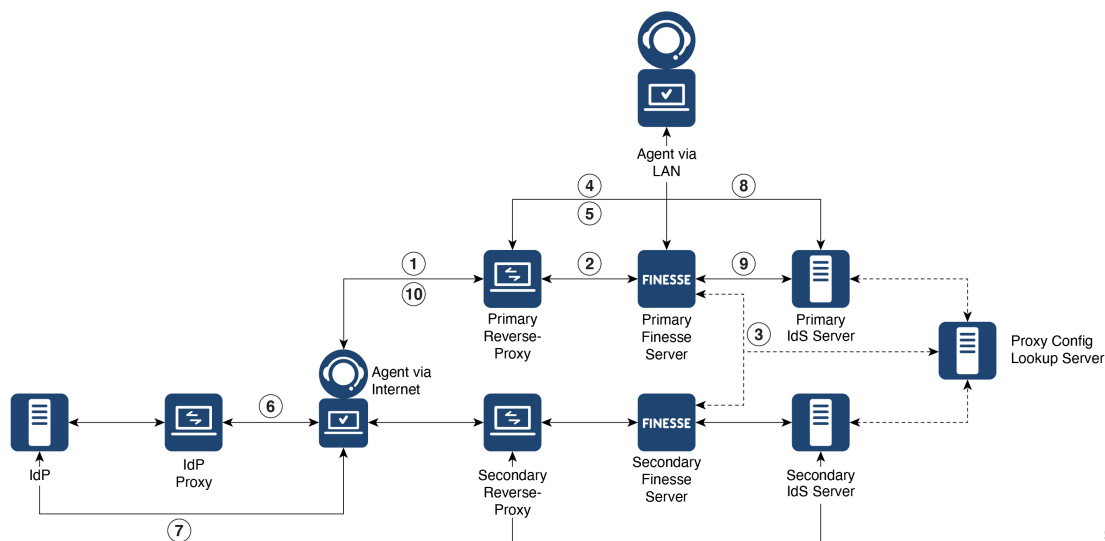 Agent via
LAN
4
8
5
1
2
FINESSE
9
10
Primary
Reverse-
Proxy
Primary
Finesse
Server
3
Primary
IdS Server
Proxy Config
Lookup Server
Agent via
Internet
6
FINESSE
IdP
IdP
Proxy
Secondary
Reverse-
Proxy
Secondary
Finesse
Server
Secondary
IdS Server
7